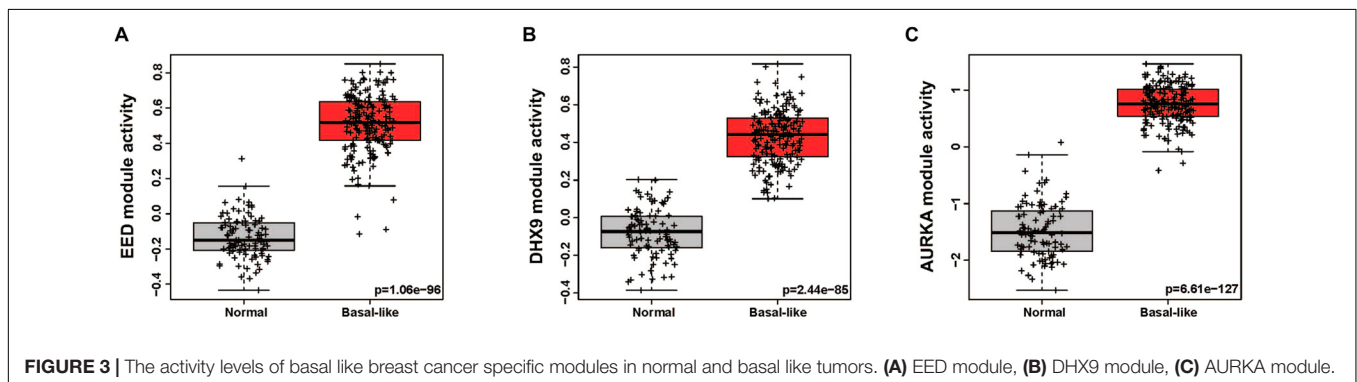 A
EED module activity
0.8
0.6
0.4
0.2
0.0
−0.2
−0.4
Normal
Basal-like
p=1.06e−96
B
DHX9 module activity
0.8
0.6
0.4
0.2
0.0
−0.2
−0.4
Normal
Basal-like
p=2.44e−85
C
AURKA module activity
1
0
−1
−2
Normal
Basal-like
p=6.61e−127
FIGURE 3 | The activity levels of basal like breast cancer specific modules in normal and basal like tumors. (A) EED module, (B) DHX9 module, (C) AURKA module.